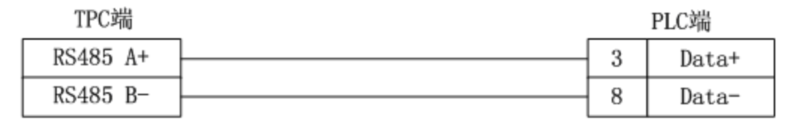 TPC端 PLC端
RS485 A+ 3 Data+
RS485 B- 8 Data-